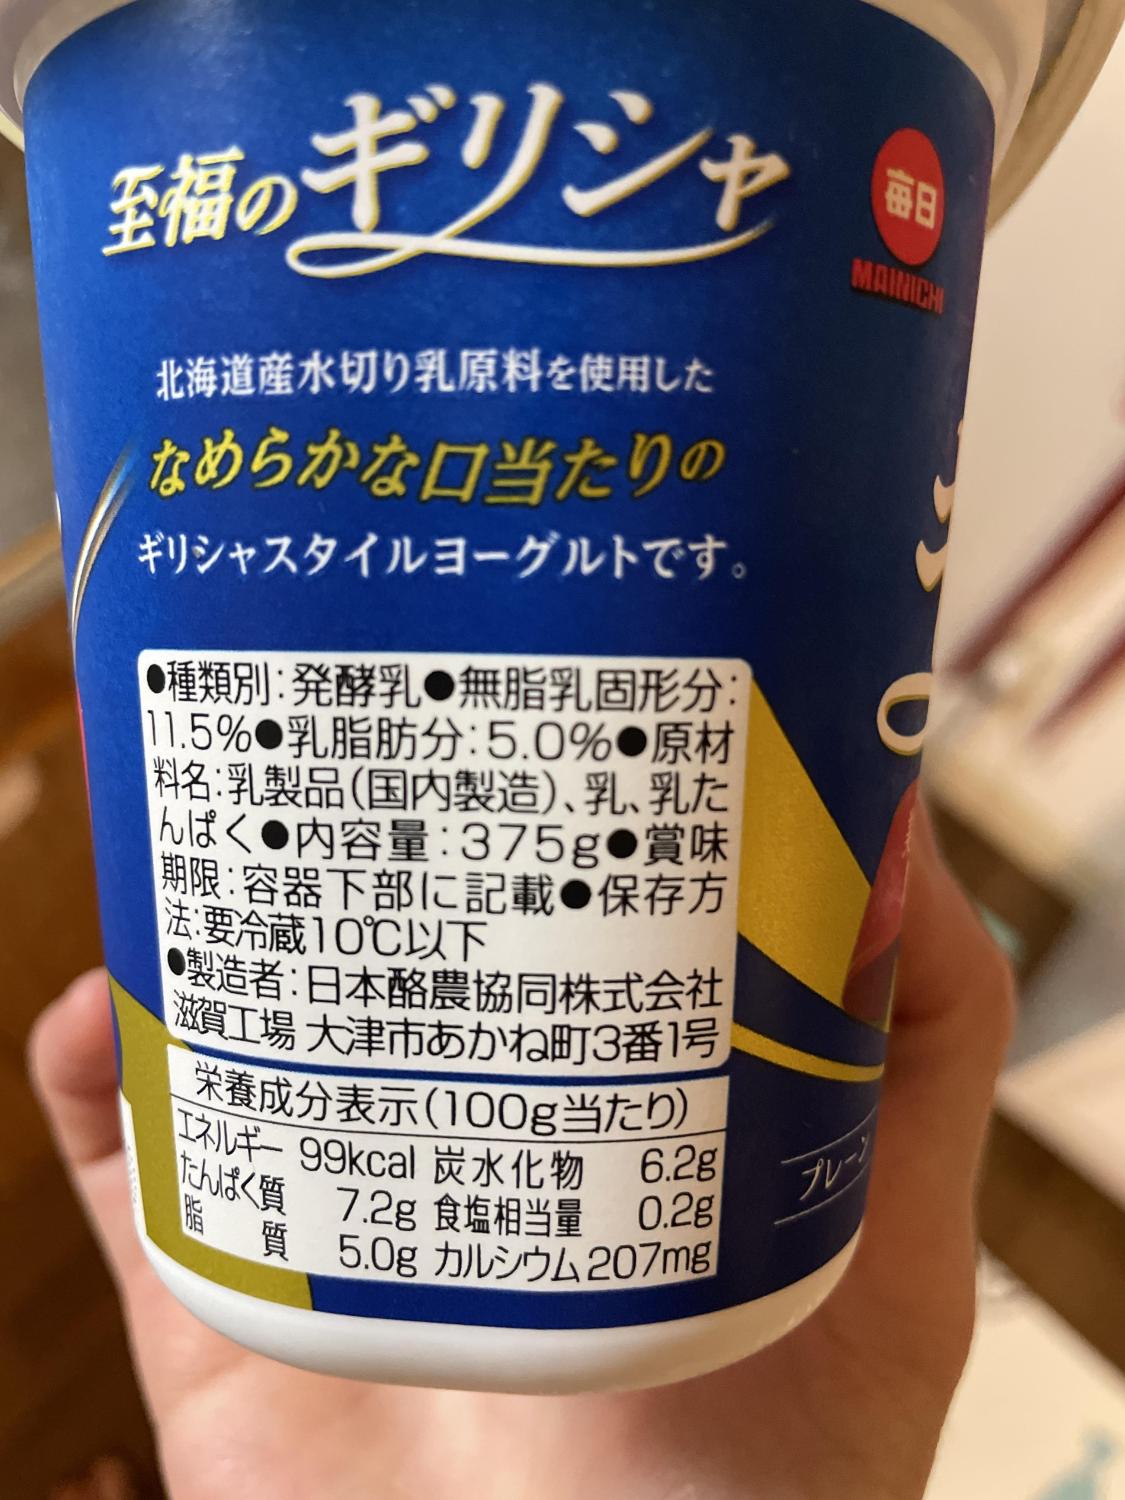 至福のギリシャ
毎日
MAINICHI
北海道産水切り乳原料を使用した
なめらかな口当たりの
ギリシャスタイルヨーグルトです。
●種類別:発酵乳●無脂乳固形分:
11.5%●乳脂肪分:5.0%●原材
料名:乳製品(国内製造)、乳、乳た
んぱく●内容量:375g●賞味
期限:容器下部に記載●保存方
法:要冷蔵10℃以下
●製造者:日本酪農協同株式会社
滋賀工場 大津市あかね町3番1号
栄養成分表示(100g当たり)
エネルギー 99kcal 炭水化物 6.2g
たんぱく質 7.2g 食塩相当量 0.2g
脂質 5.0g カルシウム 207mg
プレーン